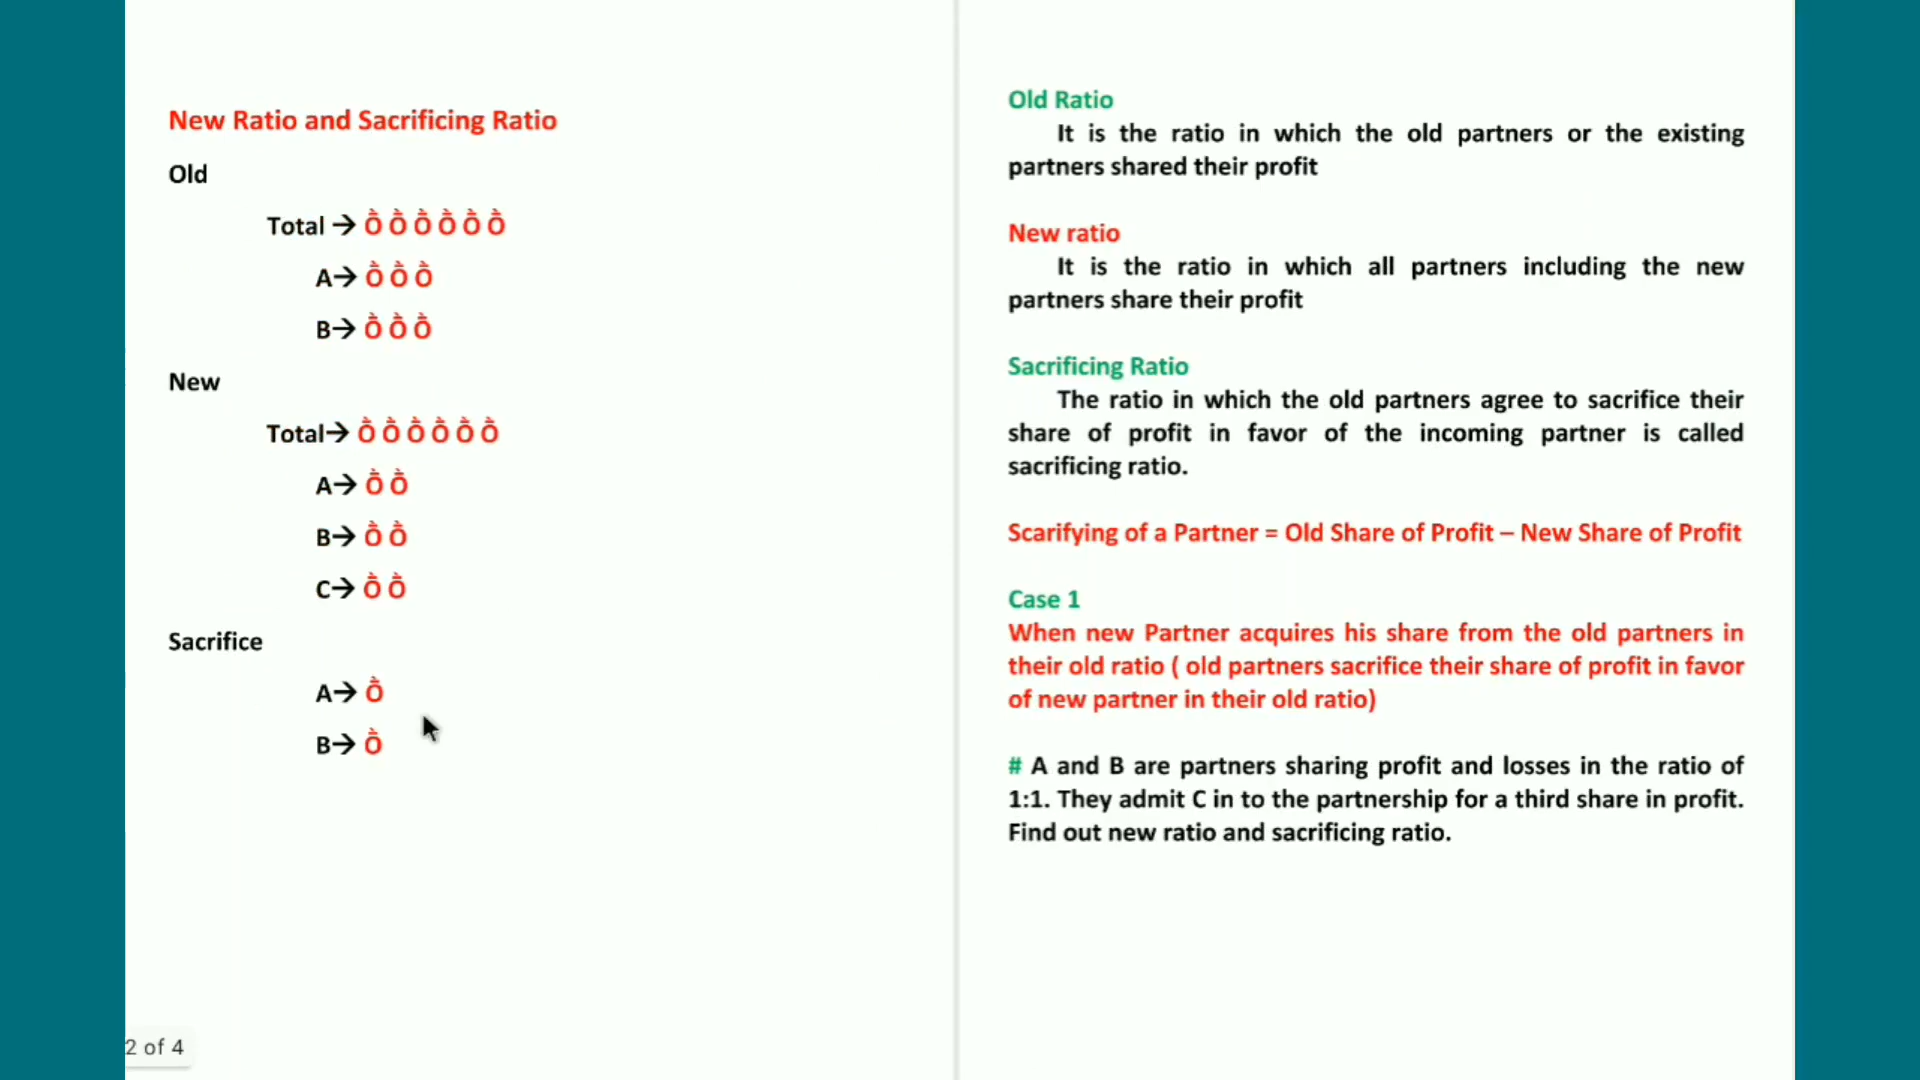 New Ratio and Sacrificing Ratio
Old
Total → ȍ ȍ ȍ ȍ ȍ ȍ
A→ ȍ ȍ ȍ
B→ ȍ ȍ ȍ
New
Total→ ȍ ȍ ȍ ȍ ȍ ȍ
A→ ȍ ȍ
B→ ȍ ȍ
C→ ȍ ȍ
Sacrifice
A→ ȍ
B→ ȍ
2 of 4
Old Ratio
It is the ratio in which the old partners or the existing
partners shared their profit
New ratio
It is the ratio in which all partners including the new
partners share their profit
Sacrificing Ratio
The ratio in which the old partners agree to sacrifice their
share of profit in favor of the incoming partner is called
sacrificing ratio.
Scarifying of a Partner = Old Share of Profit – New Share of Profit
Case 1
When new Partner acquires his share from the old partners in
their old ratio ( old partners sacrifice their share of profit in favor
of new partner in their old ratio)
# A and B are partners sharing profit and losses in the ratio of
1:1. They admit C in to the partnership for a third share in profit.
Find out new ratio and sacrificing ratio.